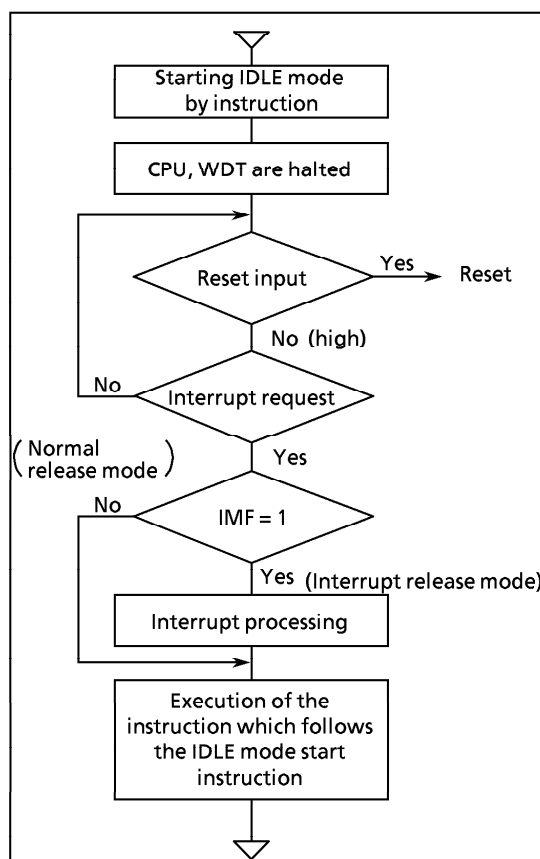 Starting IDLE mode
by instruction
CPU, WDT are halted
Reset input
Yes
Reset
No (high)
No
Interrupt request
(Normal
release mode)
Yes
No
IMF = 1
Yes (Interrupt release mode)
Interrupt processing
Execution of the
instruction which follows
the IDLE mode start
instruction